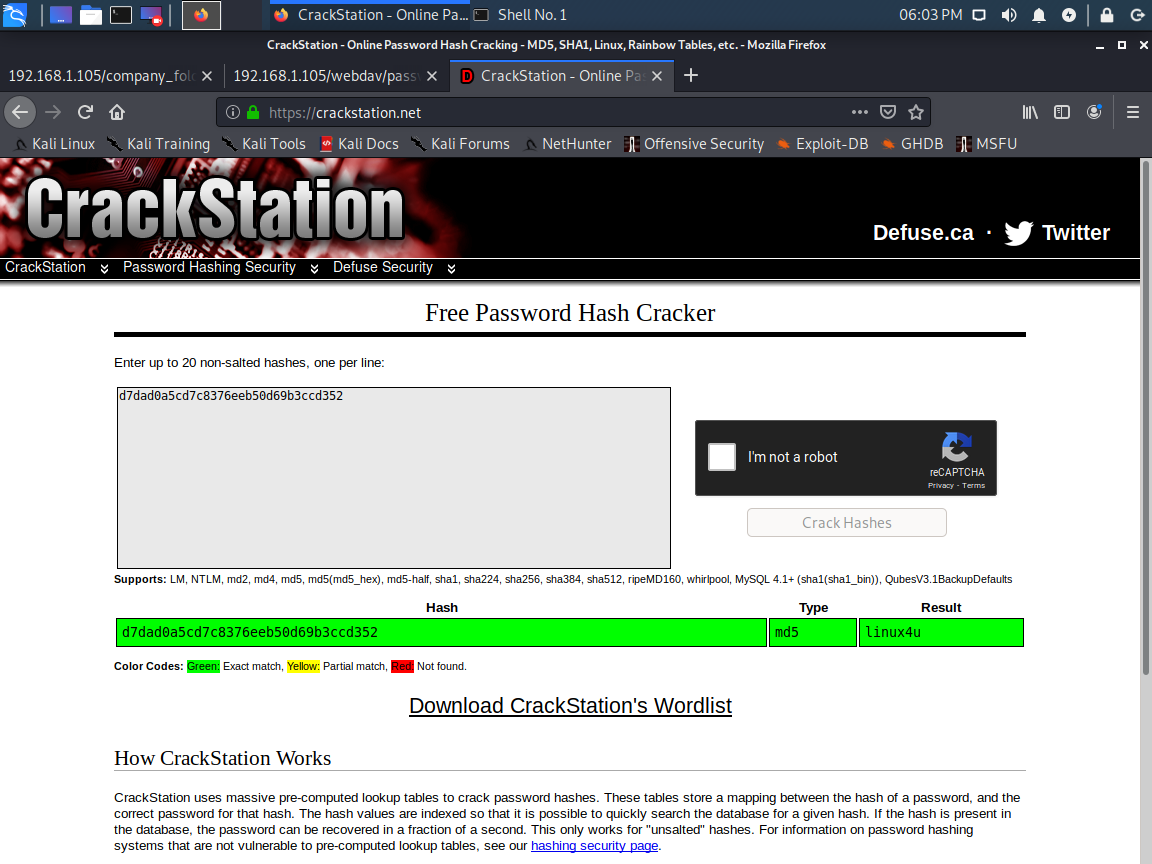 CrackStation - Online Pa... Shell No. 1 06:03 PM
CrackStation - Online Password Hash Cracking - MD5, SHA1, Linux, Rainbow Tables, etc. - Mozilla Firefox
192.168.1.105/company_fol 192.168.1.105/webdav/pass CrackStation - Online Pa
https://crackstation.net
Kali Linux Kali Training Kali Tools Kali Docs Kali Forums NetHunter Offensive Security Exploit-DB GHDB MSFU
CrackStation
Defuse.ca · Twitter
CrackStation Password Hashing Security Defuse Security
Free Password Hash Cracker
Enter up to 20 non-salted hashes, one per line:
d7dad0a5cd7c8376eeb50d69b3ccd352
I'm not a robot
reCAPTCHA
Privacy - Terms
Crack Hashes
Supports: LM, NTLM, md2, md4, md5, md5(md5_hex), md5-half, sha1, sha224, sha256, sha384, sha512, ripeMD160, whirlpool, MySQL 4.1+ (sha1(sha1_bin)), QubesV3.1BackupDefaults
Hash Type Result
d7dad0a5cd7c8376eeb50d69b3ccd352 md5 linux4u
Color Codes: Green: Exact match, Yellow: Partial match, Red: Not found.
Download CrackStation's Wordlist
How CrackStation Works
CrackStation uses massive pre-computed lookup tables to crack password hashes. These tables store a mapping between the hash of a password, and the
correct password for that hash. The hash values are indexed so that it is possible to quickly search the database for a given hash. If the hash is present in
the database, the password can be recovered in a fraction of a second. This only works for "unsalted" hashes. For information on password hashing
systems that are not vulnerable to pre-computed lookup tables, see our hashing security page.